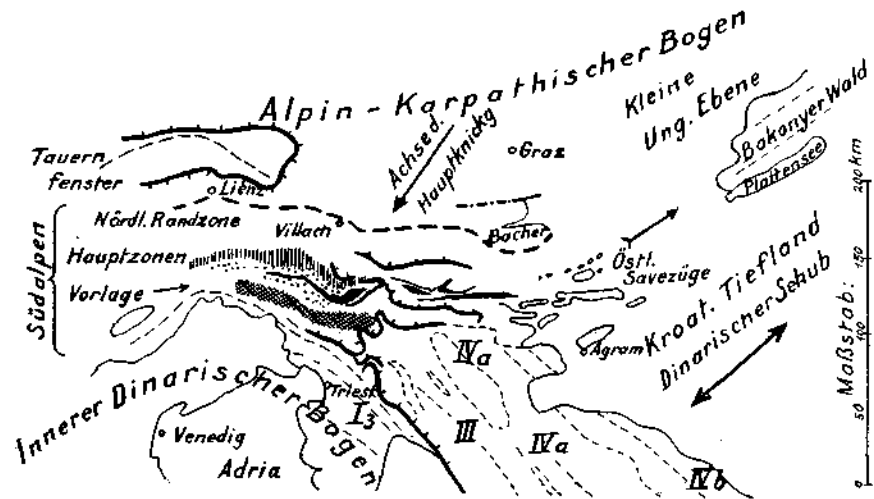 Alpin - Karpathischer Bogen
Kleine
Ung. Ebene
Bakonyer Wald
Plattensee
Achse d.
Hauptknickg
Graz
Tauern
fenster
Lienz
Nördl. Randzone
Villach
Bacher
Hauptzonen
Vorlage
Südalpen
Östl.
Savezüge
Kroat. Tiefland
Dinarischer Schub
Agram
Innerer Dinarischer Bogen
Triest
Venedig
Adria
I3
III
IVa
IVa
IVb
Maßstab:
200 km
150
100
50
0